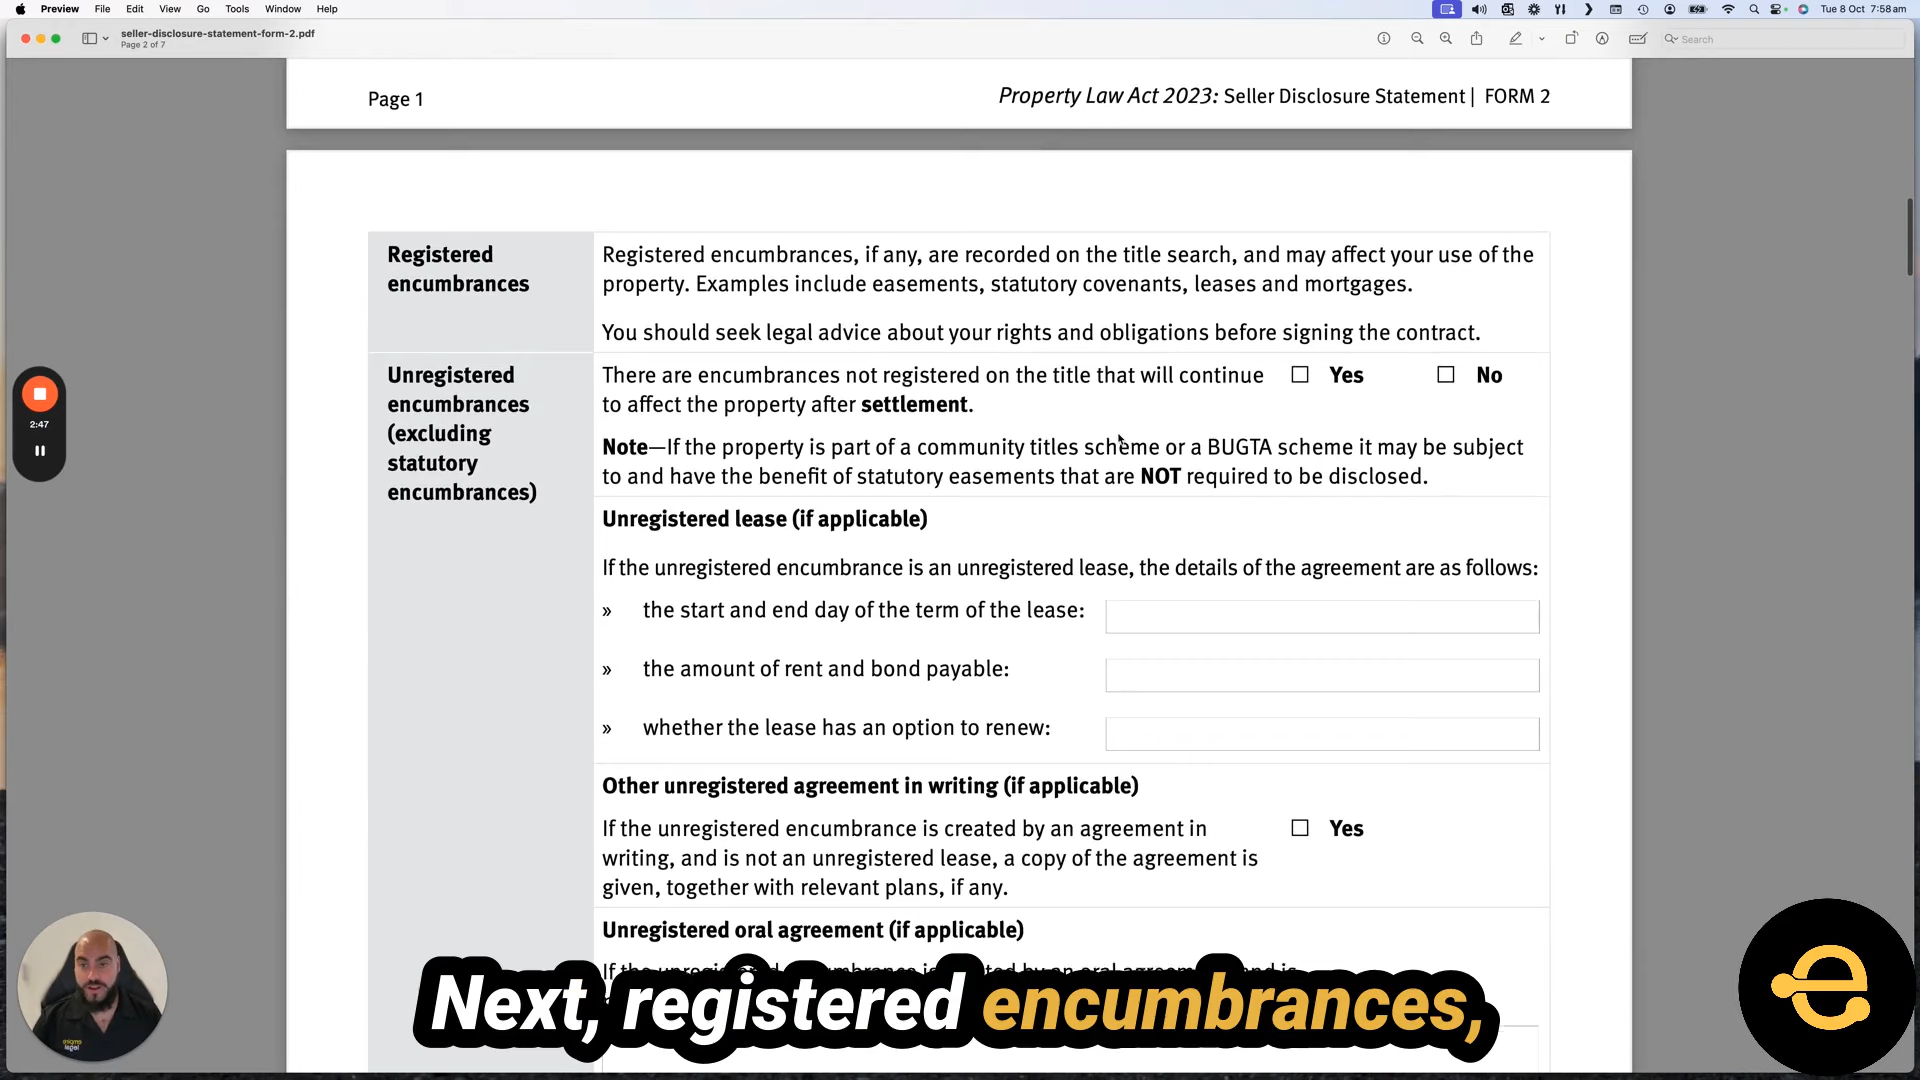 Preview File Edit View Go Tools Window Help
Tue 8 Oct 7:58 am
seller-disclosure-statement-form-2.pdf
Page 2 of 7
Search
Page 1
Property Law Act 2023: Seller Disclosure Statement | FORM 2
Registered
encumbrances
Registered encumbrances, if any, are recorded on the title search, and may affect your use of the
property. Examples include easements, statutory covenants, leases and mortgages.
You should seek legal advice about your rights and obligations before signing the contract.
Unregistered
encumbrances
(excluding
statutory
encumbrances)
There are encumbrances not registered on the title that will continue Yes No
to affect the property after settlement.
Note—If the property is part of a community titles scheme or a BUGTA scheme it may be subject
to and have the benefit of statutory easements that are NOT required to be disclosed.
Unregistered lease (if applicable)
If the unregistered encumbrance is an unregistered lease, the details of the agreement are as follows:
» the start and end day of the term of the lease:
» the amount of rent and bond payable:
» whether the lease has an option to renew:
Other unregistered agreement in writing (if applicable)
If the unregistered encumbrance is created by an agreement in Yes
writing, and is not an unregistered lease, a copy of the agreement is
given, together with relevant plans, if any.
Unregistered oral agreement (if applicable)
2:47
Next, registered encumbrances,
enigma
legal
e